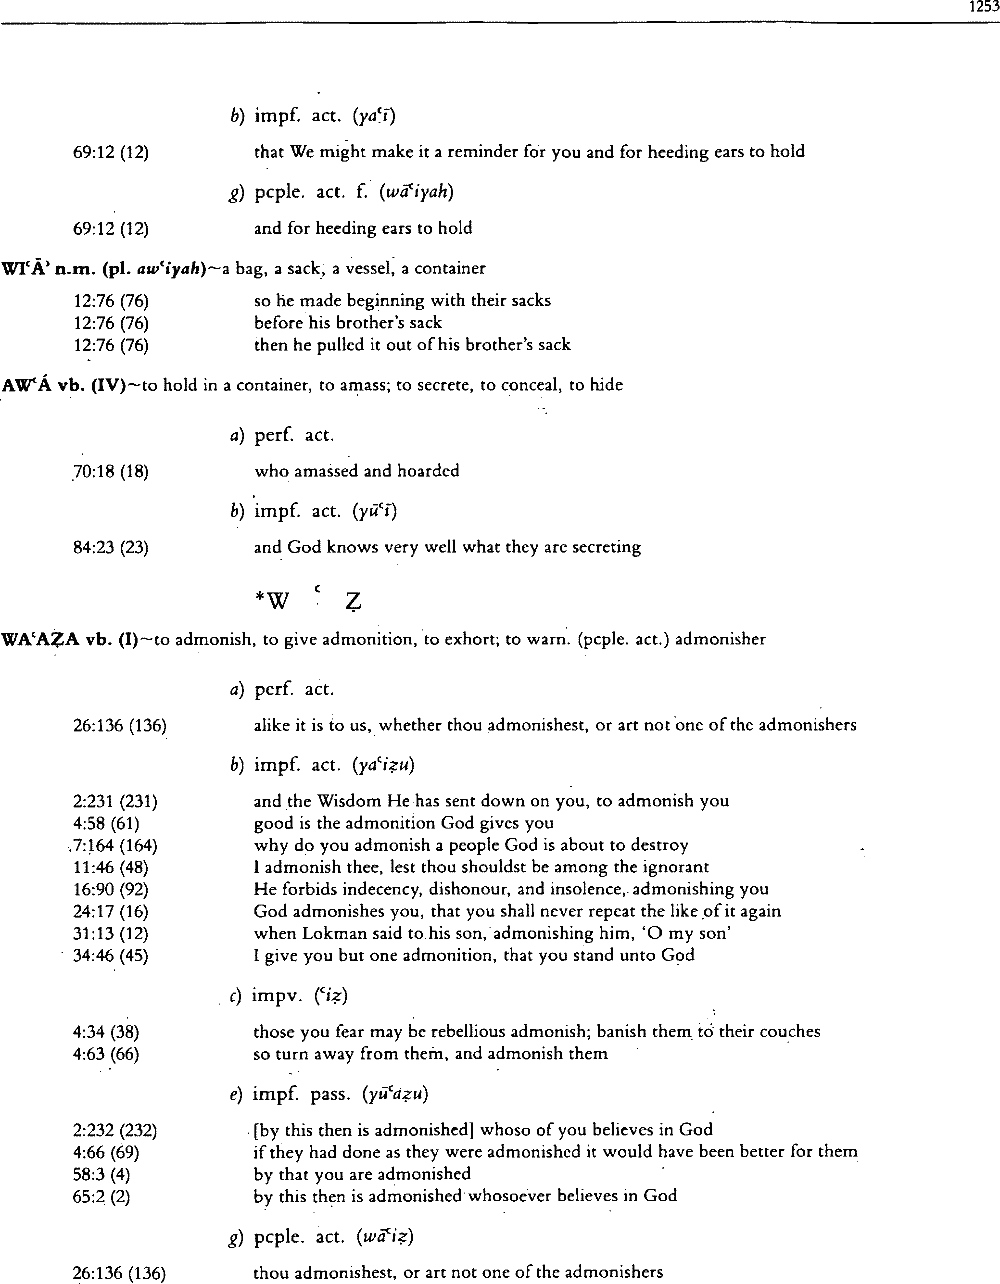 1253
b) impf. act. (yaʿī)
69:12 (12) that We might make it a reminder for you and for heeding ears to hold
g) pcple. act. f. (wāʿiyah)
69:12 (12) and for heeding ears to hold
WIʿĀʾ n.m. (pl. awʿiyah)~a bag, a sack, a vessel, a container
12:76 (76) so he made beginning with their sacks
12:76 (76) before his brother's sack
12:76 (76) then he pulled it out of his brother's sack
AWʿÁ vb. (IV)~to hold in a container, to amass; to secrete, to conceal, to hide
a) perf. act.
70:18 (18) who amassed and hoarded
b) impf. act. (yūʿī)
84:23 (23) and God knows very well what they are secreting
*W ʿ Ẓ
WAʿAẒA vb. (I)~to admonish, to give admonition, to exhort; to warn. (pcple. act.) admonisher
a) perf. act.
26:136 (136) alike it is to us, whether thou admonishest, or art not one of the admonishers
b) impf. act. (yaʿiẓu)
2:231 (231) and the Wisdom He has sent down on you, to admonish you
4:58 (61) good is the admonition God gives you
7:164 (164) why do you admonish a people God is about to destroy
11:46 (48) I admonish thee, lest thou shouldst be among the ignorant
16:90 (92) He forbids indecency, dishonour, and insolence, admonishing you
24:17 (16) God admonishes you, that you shall never repeat the like of it again
31:13 (12) when Lokman said to his son, admonishing him, 'O my son'
34:46 (45) I give you but one admonition, that you stand unto God
c) impv. (ʿiẓ)
4:34 (38) those you fear may be rebellious admonish; banish them to their couches
4:63 (66) so turn away from them, and admonish them
e) impf. pass. (yūʿaẓu)
2:232 (232) [by this then is admonished] whoso of you believes in God
4:66 (69) if they had done as they were admonished it would have been better for them
58:3 (4) by that you are admonished
65:2 (2) by this then is admonished whosoever believes in God
g) pcple. act. (wāʿiẓ)
26:136 (136) thou admonishest, or art not one of the admonishers